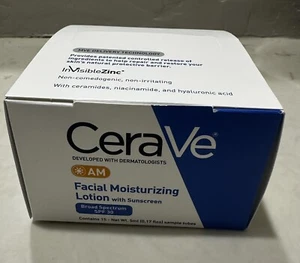 MVE DELIVERY TECHNOLOGY
Provides patented controlled release of
ingredients to help repair and restore your
skin's natural protective barrier.
InVisibleZinc®
Non-comedogenic, non-irritating
With ceramides, niacinamide, and hyaluronic acid
CeraVe®
DEVELOPED WITH DERMATOLOGISTS
AM
Facial Moisturizing
Lotion with Sunscreen
Broad Spectrum
SPF 30